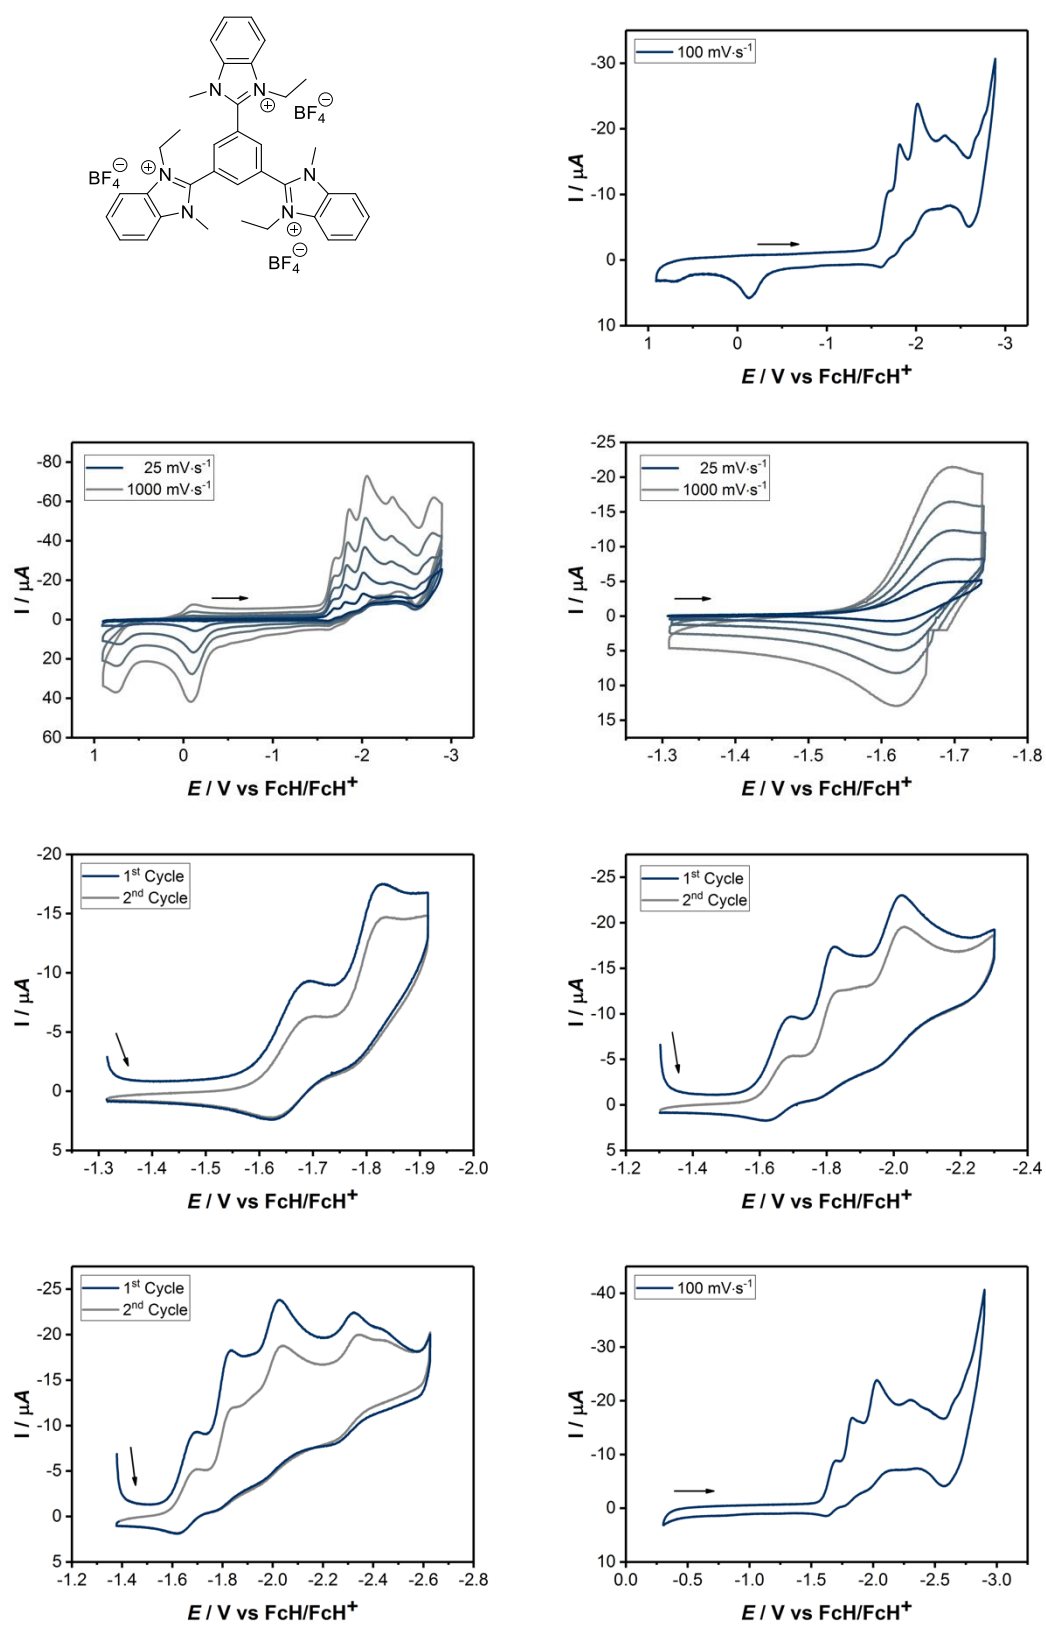 N
N
⊕
BF₄⊖
⊕
N
N
BF₄⊖
N
N
⊕
BF₄⊖
100 mV·s⁻¹
-30
-20
-10
0
10
I / µA
1 0 -1 -2 -3
E / V vs FcH/FcH⁺
25 mV·s⁻¹
1000 mV·s⁻¹
-80
-60
-40
-20
0
20
40
60
I / µA
1 0 -1 -2 -3
E / V vs FcH/FcH⁺
25 mV·s⁻¹
1000 mV·s⁻¹
-25
-20
-15
-10
-5
0
5
10
15
I / µA
-1.3 -1.4 -1.5 -1.6 -1.7 -1.8
E / V vs FcH/FcH⁺
1ˢᵗ Cycle
2ⁿᵈ Cycle
-20
-15
-10
-5
0
5
I / µA
-1.3 -1.4 -1.5 -1.6 -1.7 -1.8 -1.9 -2.0
E / V vs FcH/FcH⁺
1ˢᵗ Cycle
2ⁿᵈ Cycle
-25
-20
-15
-10
-5
0
5
I / µA
-1.2 -1.4 -1.6 -1.8 -2.0 -2.2 -2.4
E / V vs FcH/FcH⁺
1ˢᵗ Cycle
2ⁿᵈ Cycle
-25
-20
-15
-10
-5
0
5
I / µA
-1.2 -1.4 -1.6 -1.8 -2.0 -2.2 -2.4 -2.6 -2.8
E / V vs FcH/FcH⁺
100 mV·s⁻¹
-40
-30
-20
-10
0
10
I / µA
0.0 -0.5 -1.0 -1.5 -2.0 -2.5 -3.0
E / V vs FcH/FcH⁺